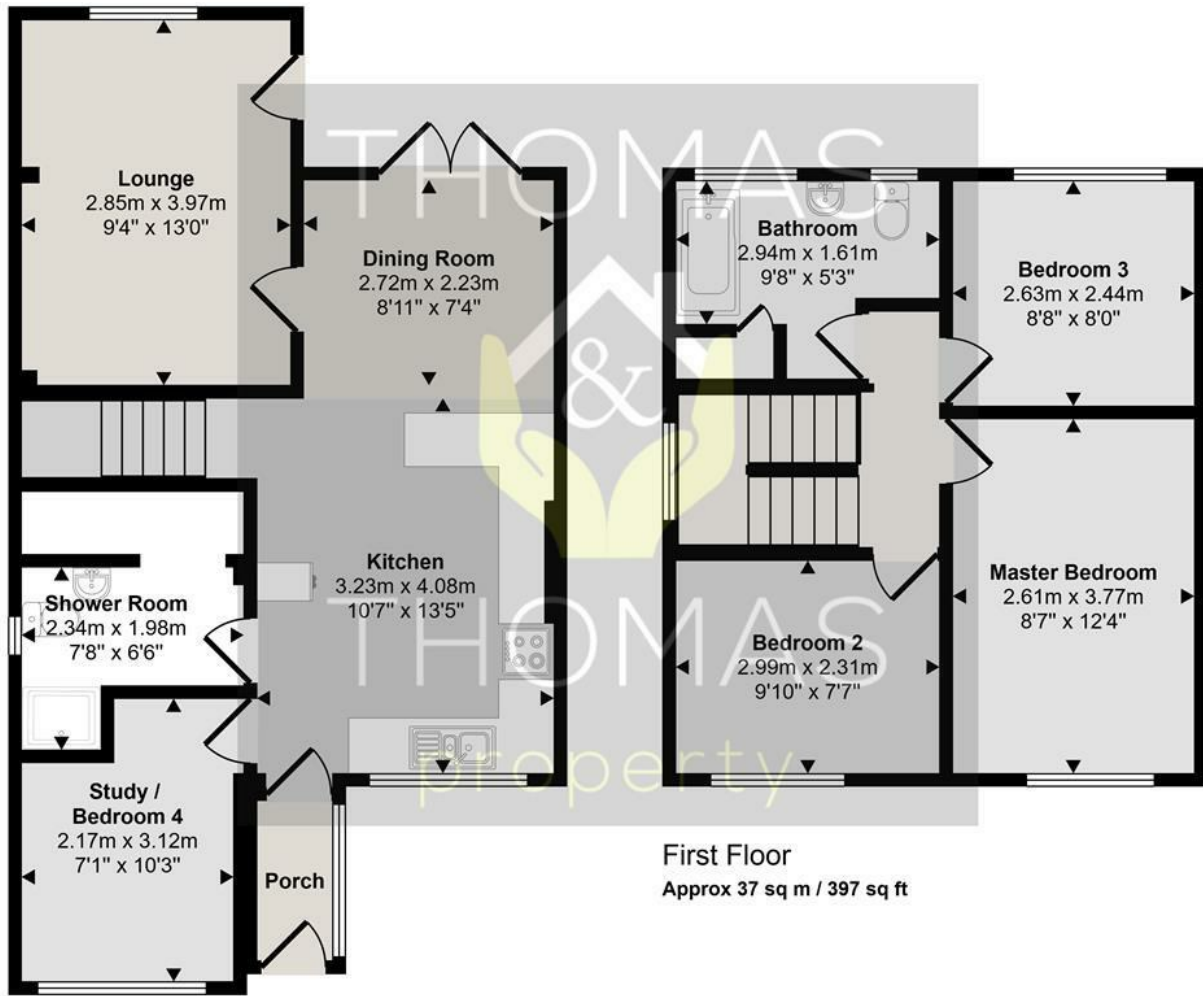 Lounge
2.85m x 3.97m
9'4" x 13'0"
Dining Room
2.72m x 2.23m
8'11" x 7'4"
Kitchen
3.23m x 4.08m
10'7" x 13'5"
Shower Room
2.34m x 1.98m
7'8" x 6'6"
Study /
Bedroom 4
2.17m x 3.12m
7'1" x 10'3"
Porch
Bathroom
2.94m x 1.61m
9'8" x 5'3"
Bedroom 3
2.63m x 2.44m
8'8" x 8'0"
Master Bedroom
2.61m x 3.77m
8'7" x 12'4"
Bedroom 2
2.99m x 2.31m
9'10" x 7'7"
First Floor
Approx 37 sq m / 397 sq ft
THOMAS
&
THOMAS
property